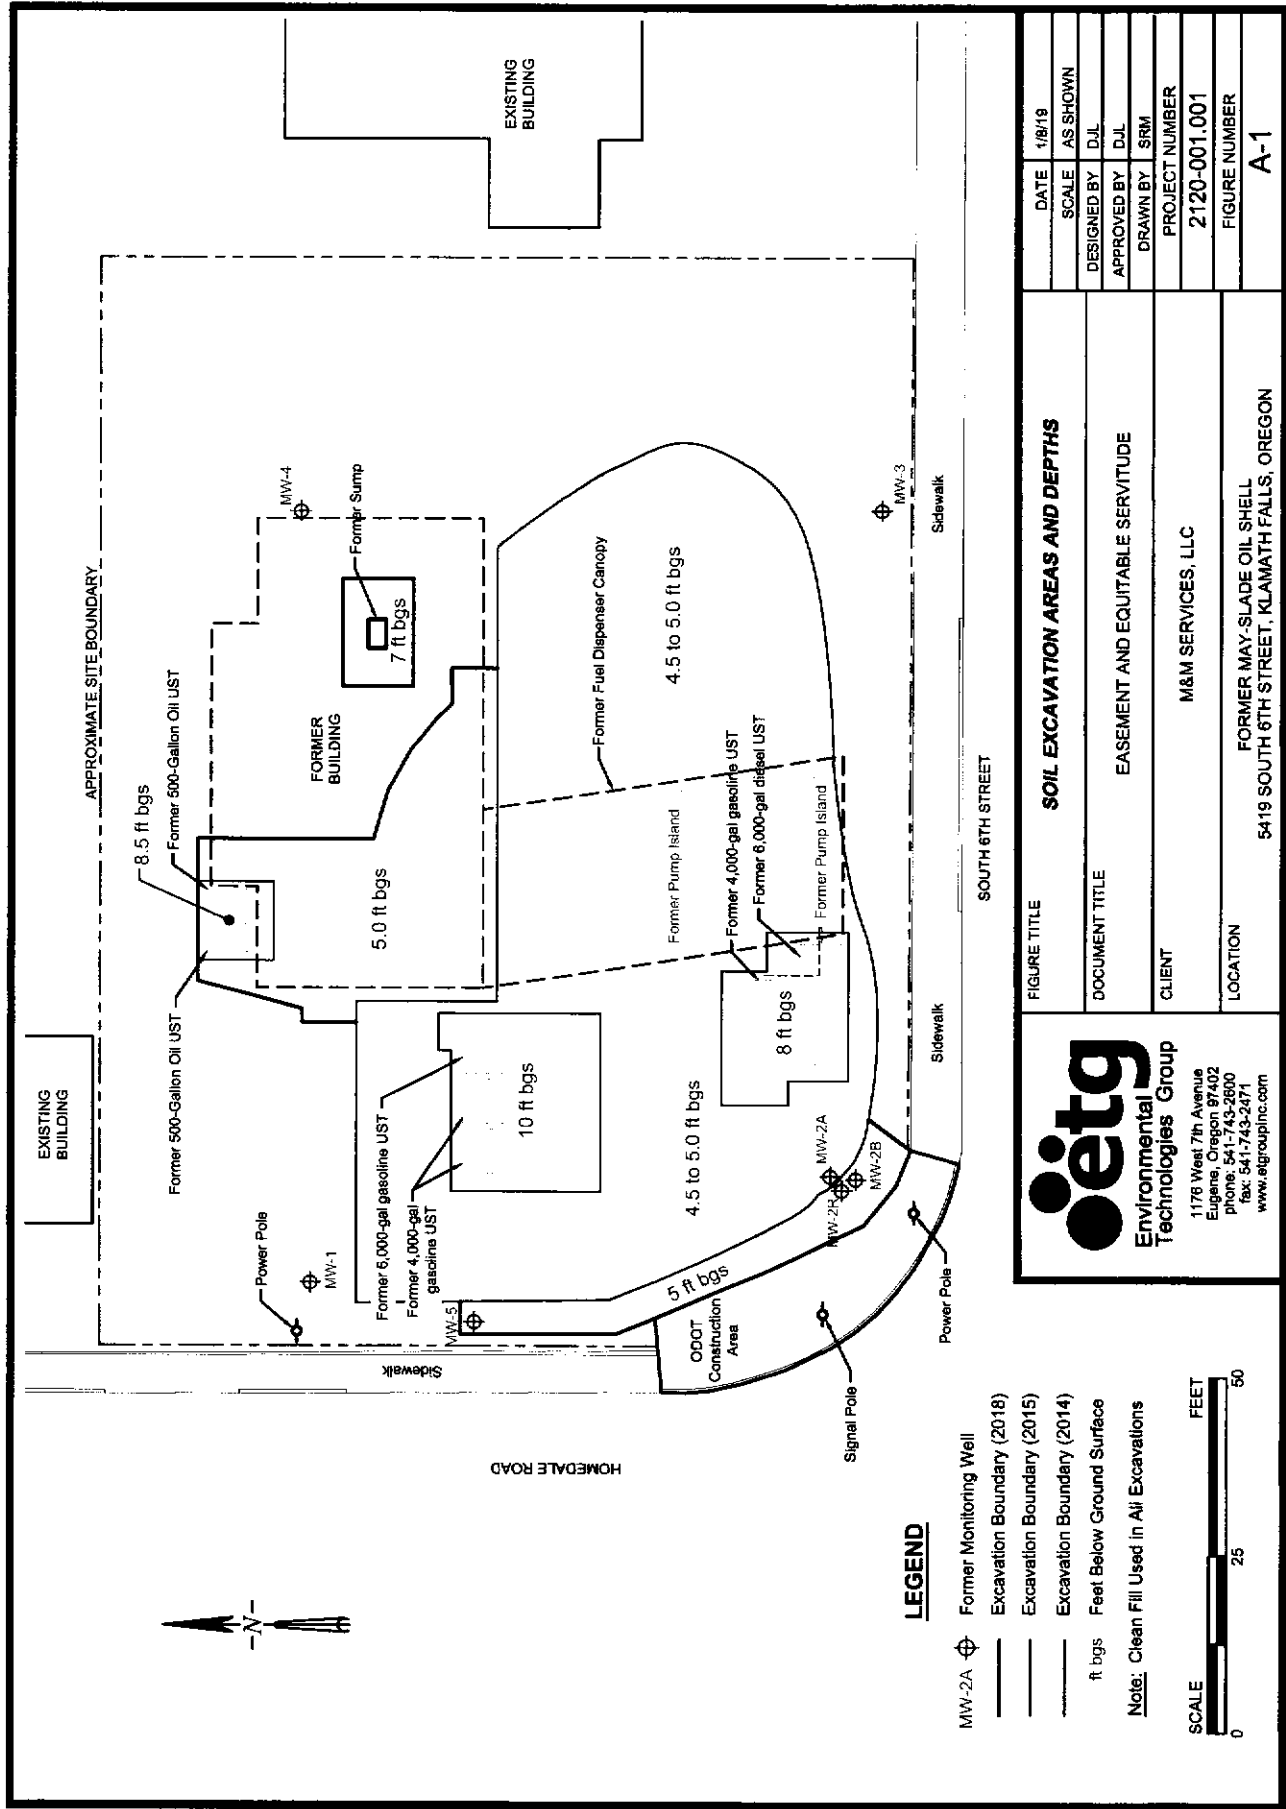 APPROXIMATE SITE BOUNDARY
EXISTING
BUILDING
EXISTING
BUILDING
8.5 ft bgs
Former 500-Gallon Oil UST
Former 500-Gallon Oil UST
MW-4
Former Sump
7 ft bgs
FORMER
BUILDING
5.0 ft bgs
Power Pole
MW-1
Former 6,000-gal gasoline UST
Former 4,000-gal
gasoline UST
10 ft bgs
MW-5
Sidewalk
HOMEDALE ROAD
Former Fuel Dispenser Canopy
4.5 to 5.0 ft bgs
Former Pump Island
Former 4,000-gal gasoline UST
Former 6,000-gal diesel UST
Former Pump Island
8 ft bgs
4.5 to 5.0 ft bgs
MW-2A
MW-2B
MW-2R
5 ft bgs
ODOT
Construction
Area
Signal Pole
Power Pole
MW-3
Sidewalk
Sidewalk
SOUTH 6TH STREET
-N-
LEGEND
MW-2A Former Monitoring Well
Excavation Boundary (2018)
Excavation Boundary (2015)
Excavation Boundary (2014)
ft bgs Feet Below Ground Surface
Note: Clean Fill Used in All Excavations
SCALE FEET
0 25 50
etg
Environmental
Technologies Group
1176 West 7th Avenue
Eugene, Oregon 97402
phone: 541-743-2600
fax: 541-743-2471
www.etgroupinc.com
FIGURE TITLE
SOIL EXCAVATION AREAS AND DEPTHS
DOCUMENT TITLE
EASEMENT AND EQUITABLE SERVITUDE
CLIENT
M&M SERVICES, LLC
LOCATION
FORMER MAY-SLADE OIL SHELL
5419 SOUTH 6TH STREET, KLAMATH FALLS, OREGON
DATE 1/8/19
SCALE AS SHOWN
DESIGNED BY DJL
APPROVED BY DJL
DRAWN BY SRM
PROJECT NUMBER
2120-001.001
FIGURE NUMBER
A-1